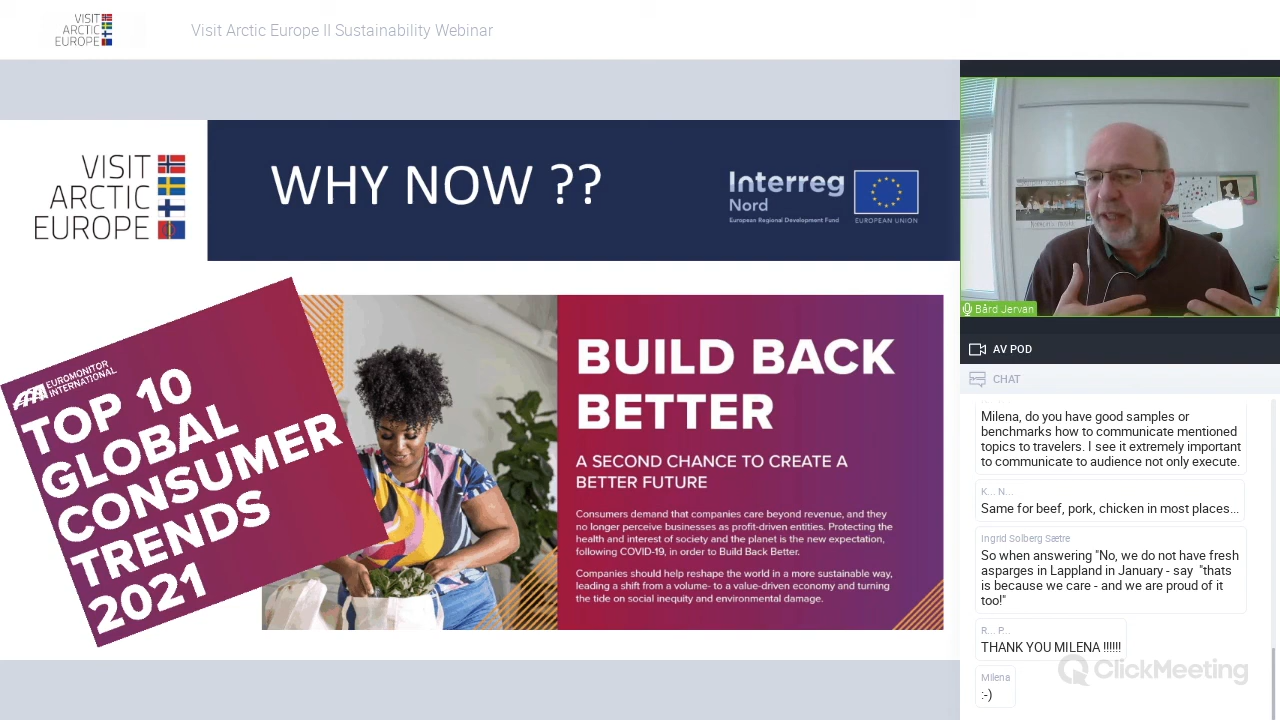 VISIT
ARCTIC
EUROPE
Visit Arctic Europe II Sustainability Webinar
VISIT
ARCTIC
EUROPE
WHY NOW ??
Interreg
Nord
European Regional Development Fund
EUROPEAN UNION
EUROMONITOR
INTERNATIONAL
TOP 10
GLOBAL
CONSUMER
TRENDS
2021
BUILD BACK
BETTER
A SECOND CHANCE TO CREATE A
BETTER FUTURE
Consumers demand that companies care beyond revenue, and they
no longer perceive businesses as profit-driven entities. Protecting the
health and interest of society and the planet is the new expectation,
following COVID-19, in order to Build Back Better.
Companies should help reshape the world in a more sustainable way,
leading a shift from a volume- to a value-driven economy and turning
the tide on social inequity and environmental damage.
Bård Jervan
AV POD
CHAT
Milena, do you have good samples or
benchmarks how to communicate mentioned
topics to travelers. I see it extremely important
to communicate to audience not only execute.
K... N...
Same for beef, pork, chicken in most places...
Ingrid Solberg Sætre
So when answering "No, we do not have fresh
asparges in Lappland in January - say "thats
is because we care - and we are proud of it
too!"
R... P...
THANK YOU MILENA !!!!!!
Milena
:-)
ClickMeeting